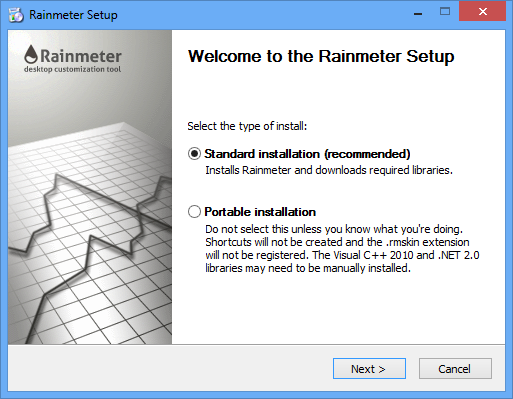 Rainmeter Setup
Rainmeter
desktop customization tool
Welcome to the Rainmeter Setup
Select the type of install:
Standard installation (recommended)
Installs Rainmeter and downloads required libraries.
Portable installation
Do not select this unless you know what you're doing.
Shortcuts will not be created and the .rmskin extension
will not be registered. The Visual C++ 2010 and .NET 2.0
libraries may need to be manually installed.
Next >
Cancel